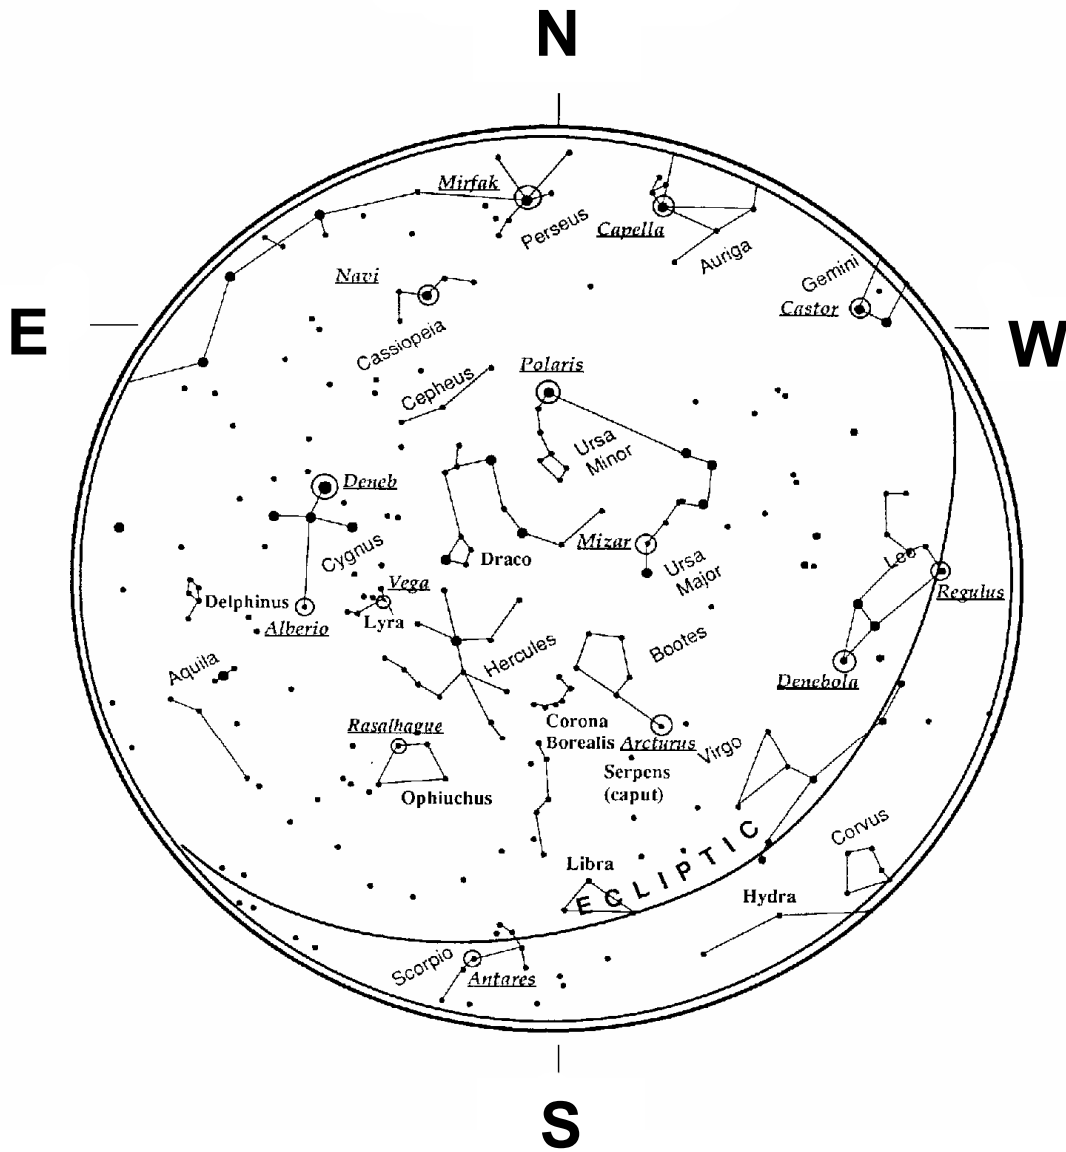 N
Mirfak
Perseus
Capella
Auriga
Navi
Gemini
Castor
E
W
Cassiopeia
Polaris
Cepheus
Ursa
Minor
Deneb
Cygnus
Draco
Mizar
Ursa
Major
Leo
Regulus
Vega
Delphinus
Lyra
Alberio
Aquila
Hercules
Bootes
Denebola
Rasalhague
Corona
Borealis
Arcturus
Virgo
Serpens
(caput)
Ophiuchus
Corvus
Libra
ECLIPTIC
Hydra
Scorpio
Antares
S